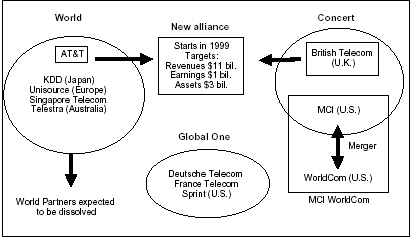 World
New alliance
Concert
AT&T
Starts in 1999
Targets:
Revenues $11 bil.
Earnings $1 bil.
Assets $3 bil.
British Telecom
(U.K.)
KDD (Japan)
Unisource (Europe)
Singapore Telecom
Telestra (Australia)
MCI (U.S.)
Merger
WorldCom (U.S.)
MCI WorldCom
Global One
Deutsche Telecom
France Telecom
Sprint (U.S.)
World Partners expected
to be dissolved